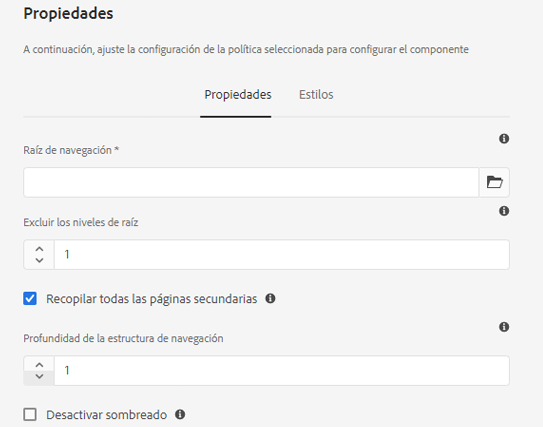 Propiedades
A continuación, ajuste la configuración de la política seleccionada para configurar el componente
Propiedades Estilos
Raíz de navegación *
Excluir los niveles de raíz
1
Recopilar todas las páginas secundarias
Profundidad de la estructura de navegación
1
Desactivar sombreado